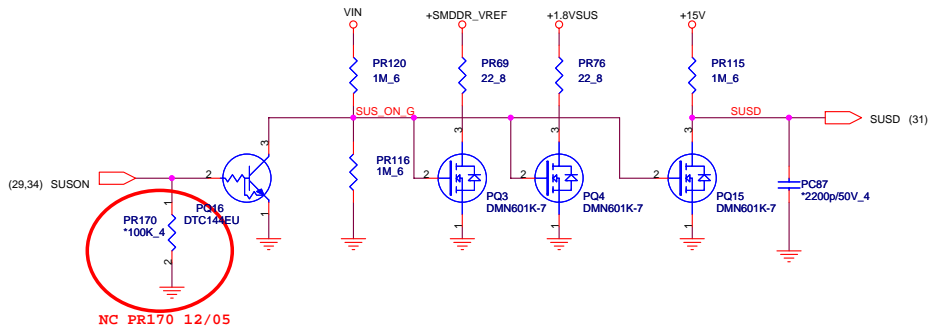 VIN
+SMDDR_VREF
+1.8VSUS
+15V
PR120
1M_6
PR69
22_8
PR76
22_8
PR115
1M_6
SUS_ON_G
SUSD
SUSD (31)
3
3
3
3
(29,34) SUSON
2
PR116
1M_6
2
2
2
1
PR170
*100K_4
2
PQ16
DTC144EU
1
1
PQ3
DMN601K-7
1
PQ4
DMN601K-7
1
PQ15
DMN601K-7
PC87
*2200p/50V_4
NC PR170 12/05